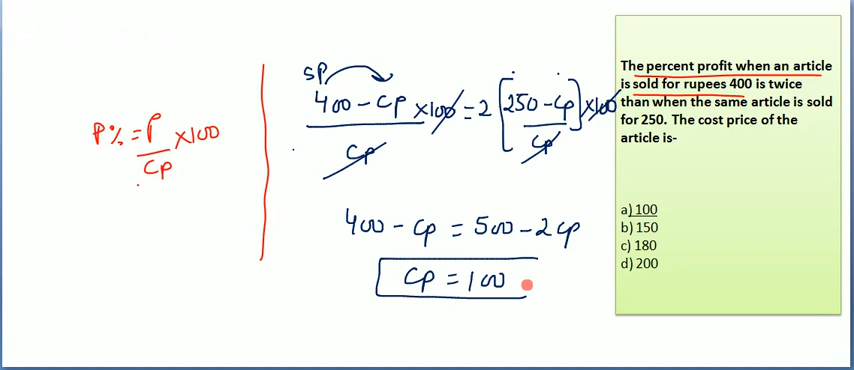 P% = P/CP ×100
SP
400 - CP/CP ×100 = 2 [250 - CP/CP] ×100
400 - CP = 500 - 2CP
CP = 100
The percent profit when an article
is sold for rupees 400 is twice
than when the same article is sold
for 250. The cost price of the
article is-
a) 100
b) 150
c) 180
d) 200